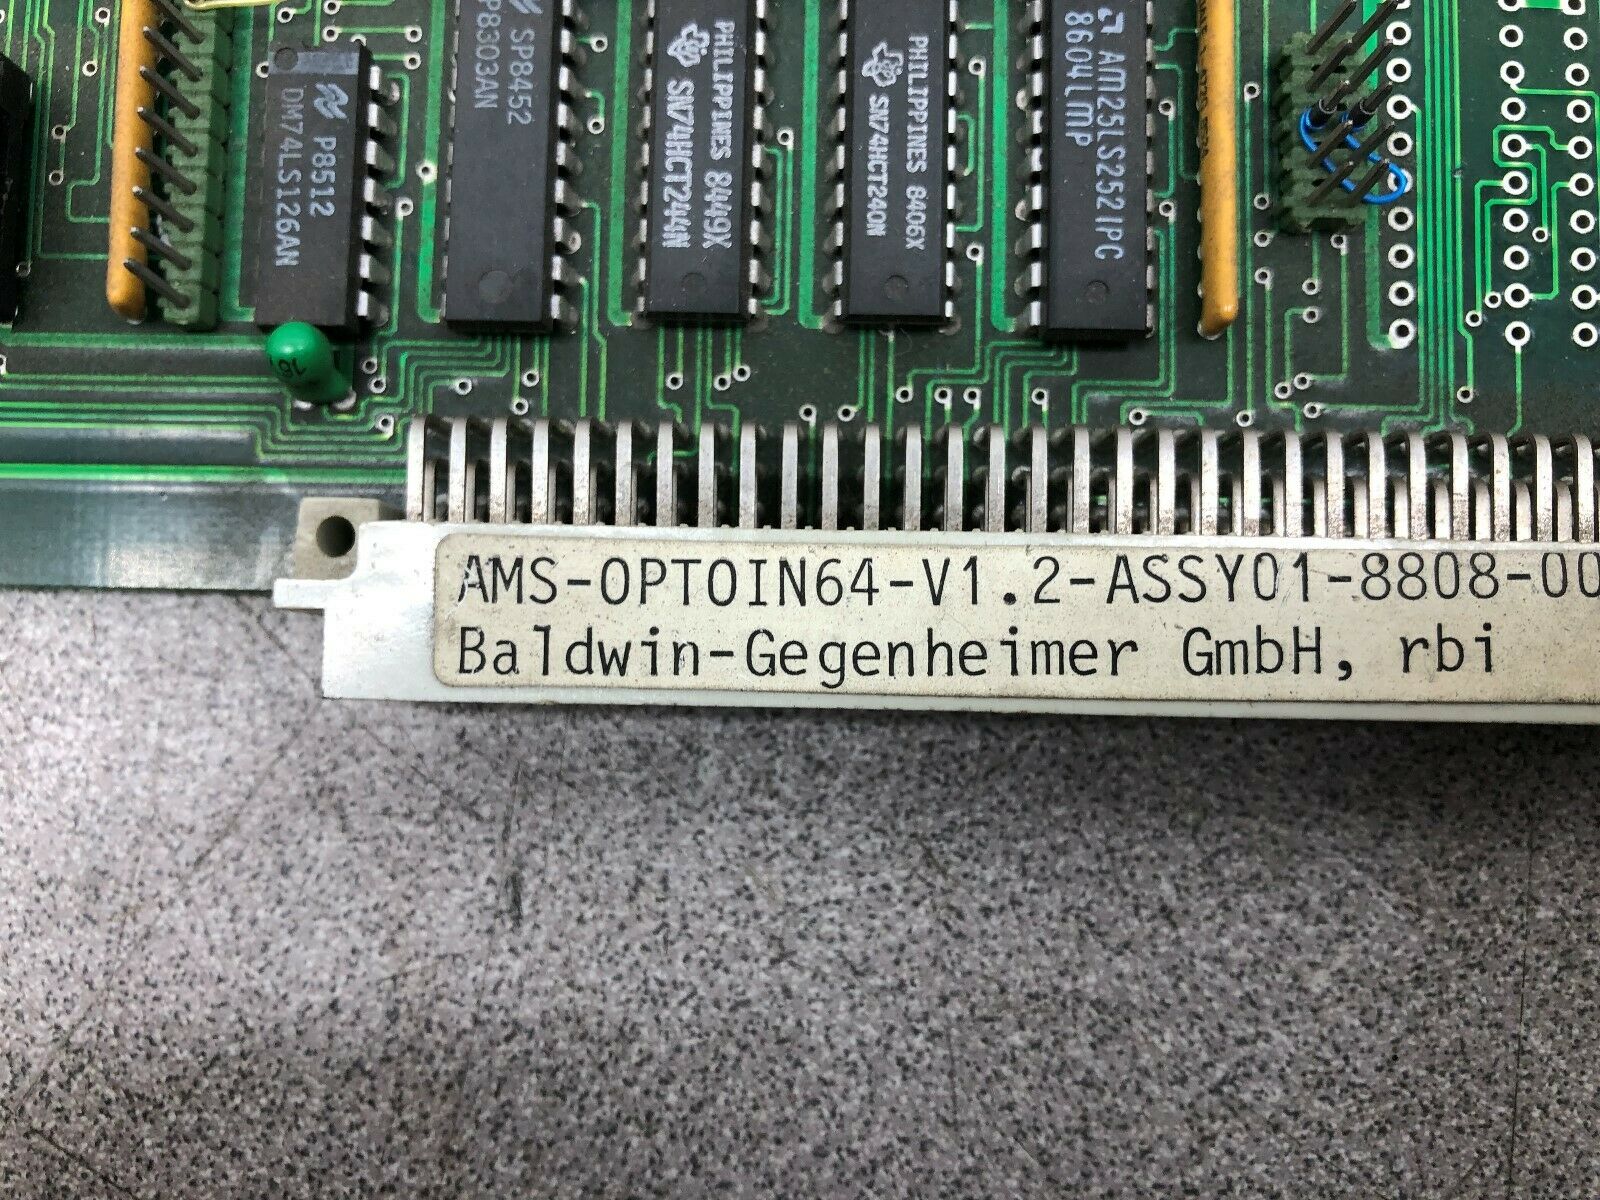 P8512
DM74LS126AN
SP8452
P8303AN
PHILIPPINES 8449X
SN74HCT244N
PHILIPPINES 8406X
SN74HCT240N
AM25LS2521PC
8604LMP
AMS-OPTOIN64-V1.2-ASSY01-8808-00
Baldwin-Gegenheimer GmbH, rbi